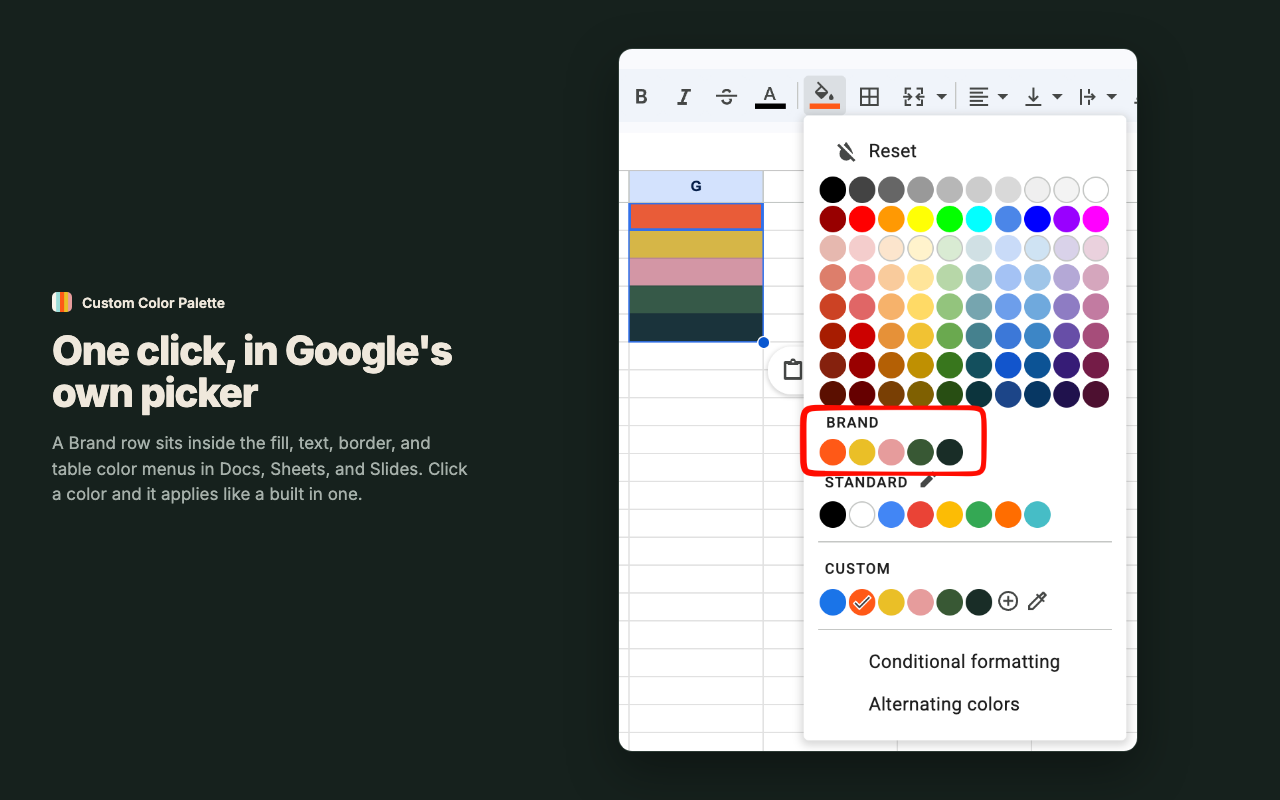 Custom Color Palette
One click, in Google's
own picker
A Brand row sits inside the fill, text, border, and
table color menus in Docs, Sheets, and Slides. Click
a color and it applies like a built in one.
B I S A
G
Reset
BRAND
STANDARD
CUSTOM
Conditional formatting
Alternating colors